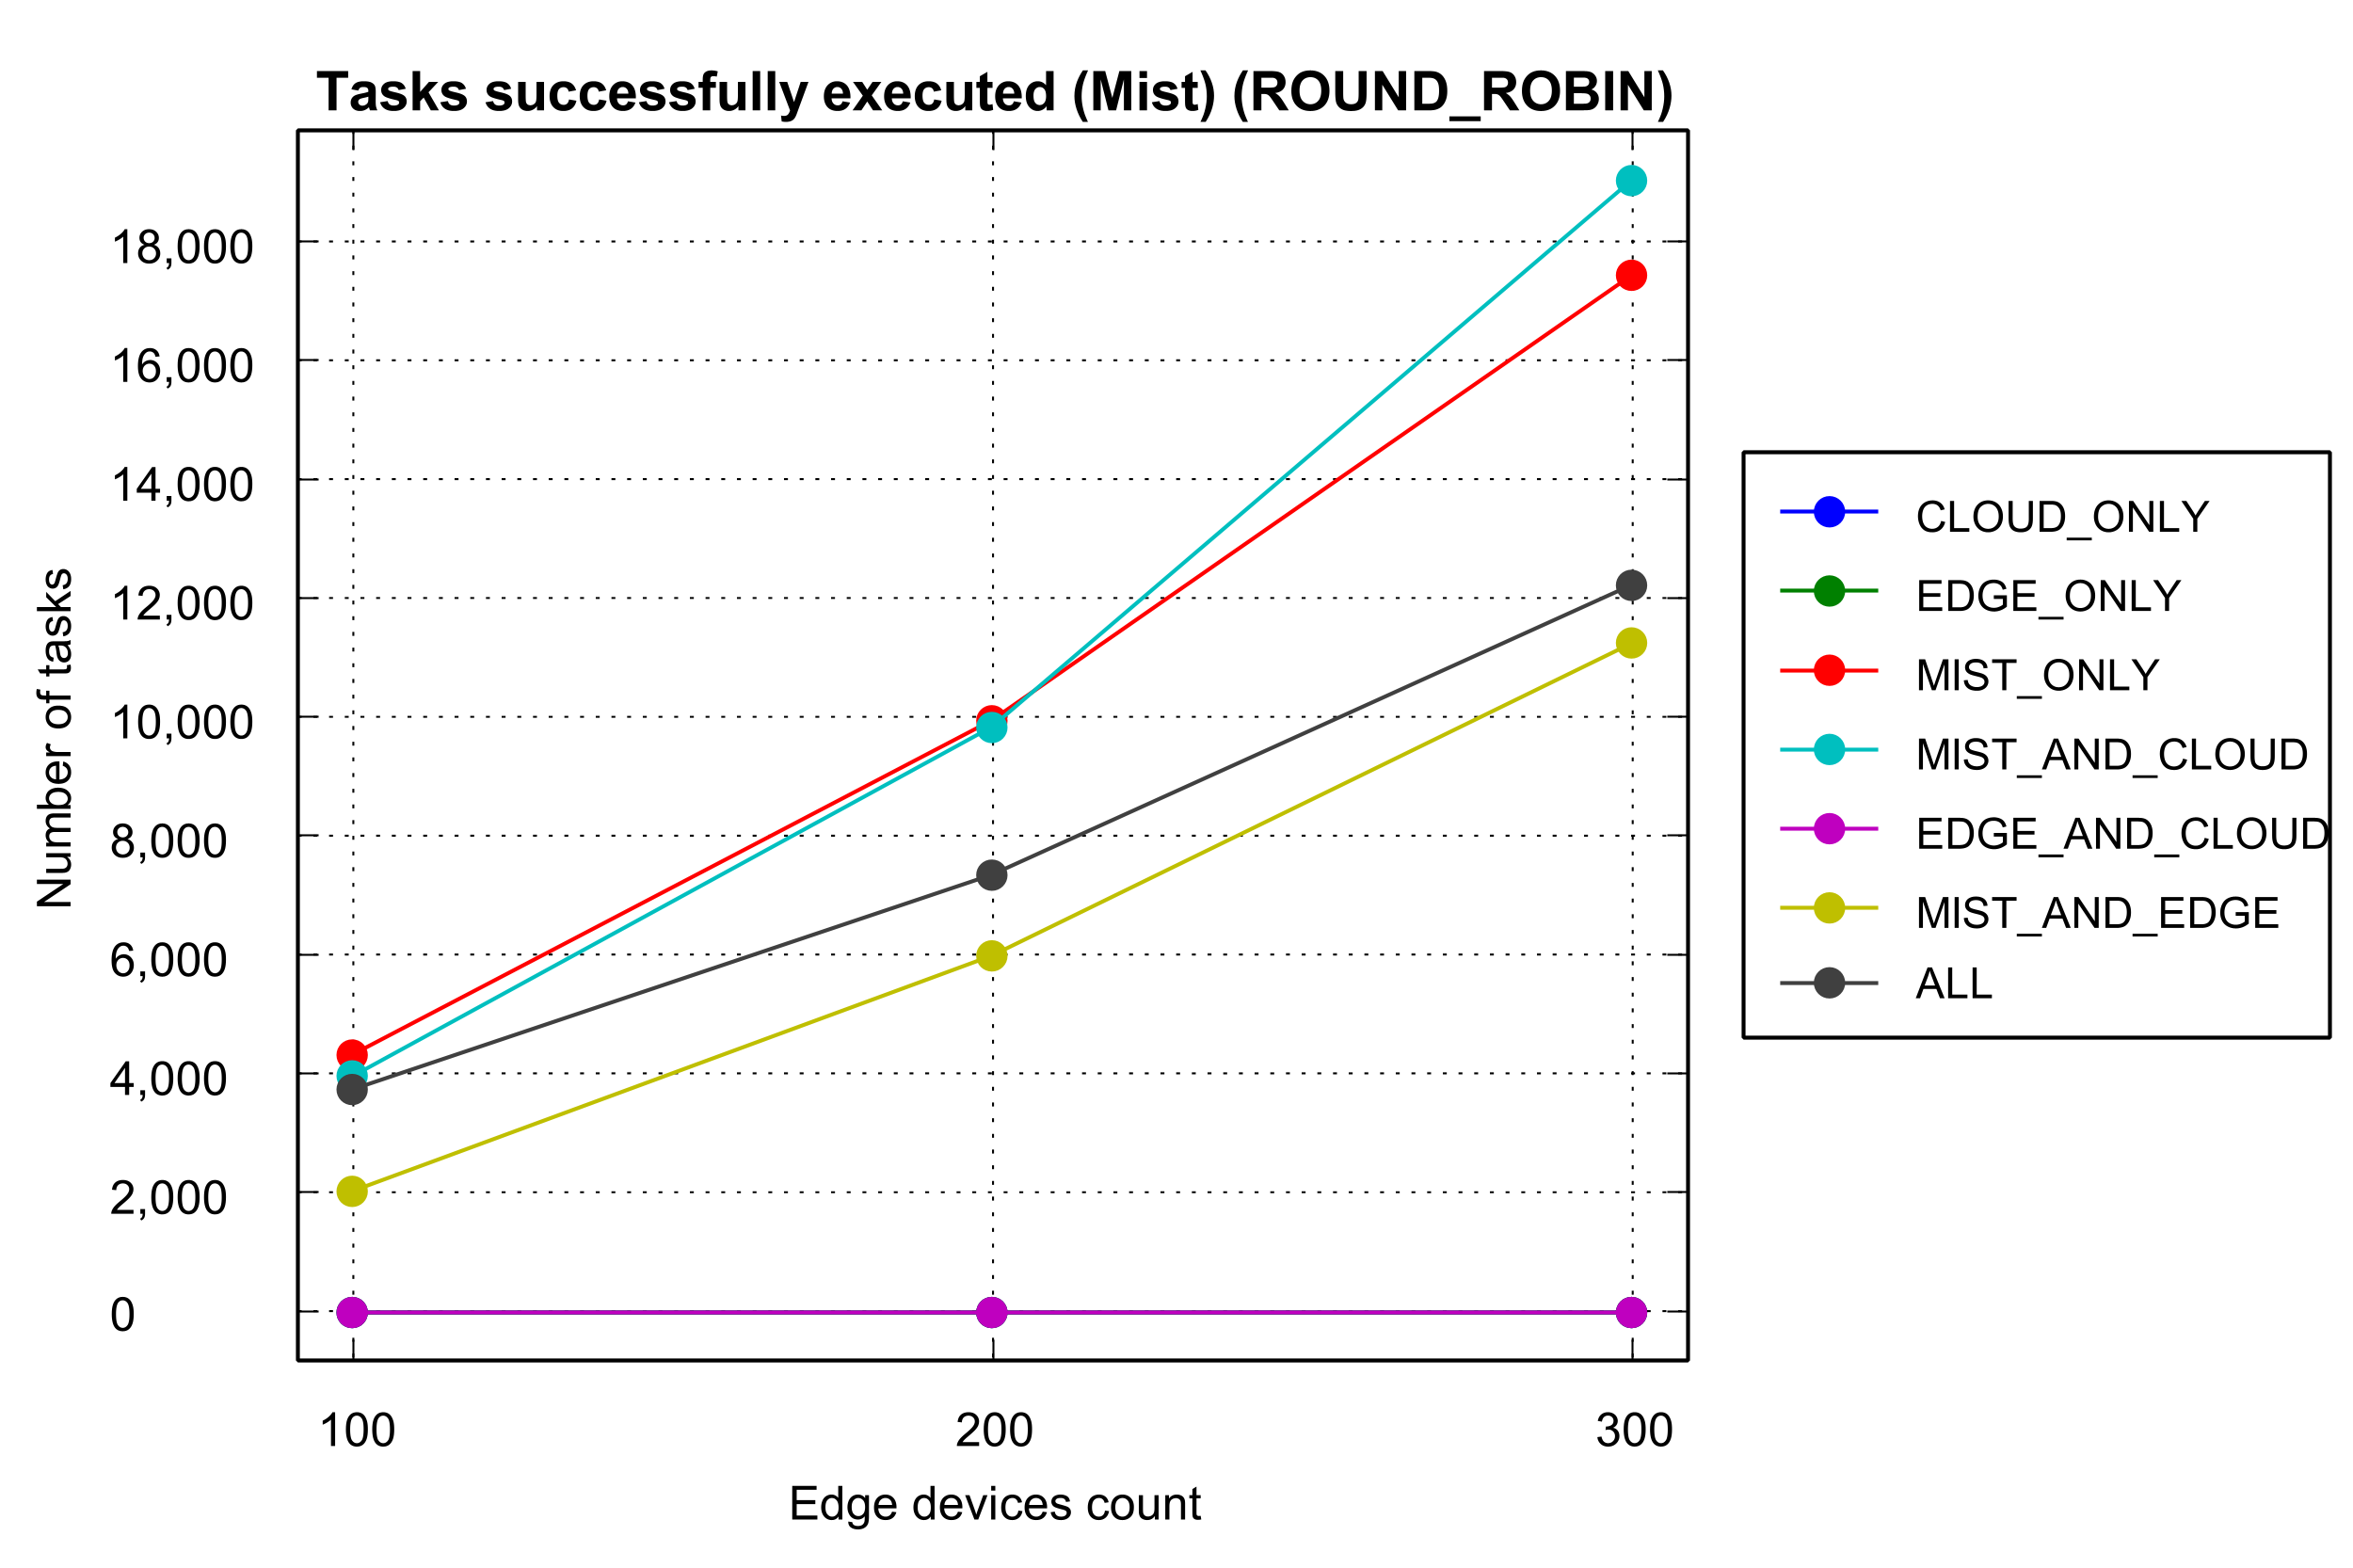 Tasks successfully executed (Mist) (ROUND_ROBIN)
18,000
16,000
14,000
12,000
10,000
8,000
6,000
4,000
2,000
0
Number of tasks
100
200
300
Edge devices count
CLOUD_ONLY
EDGE_ONLY
MIST_ONLY
MIST_AND_CLOUD
EDGE_AND_CLOUD
MIST_AND_EDGE
ALL